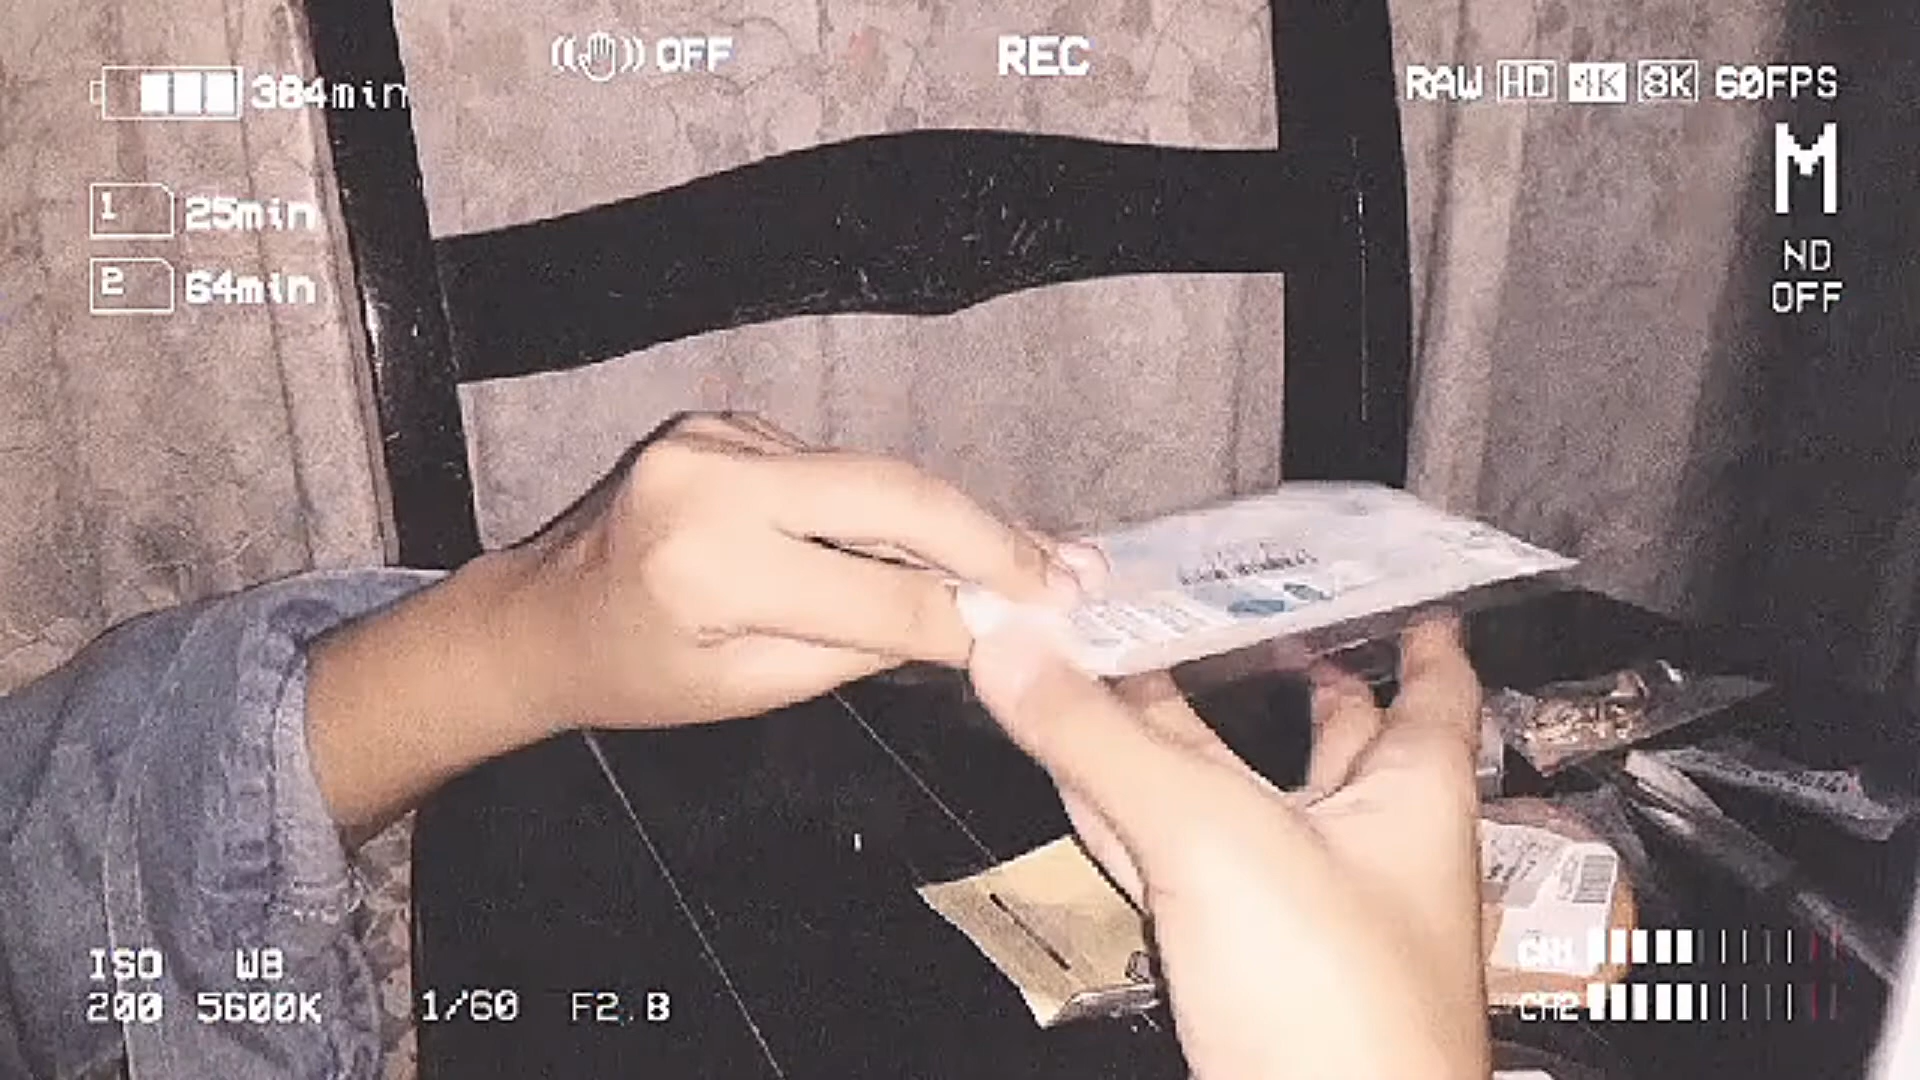 OFF
REC
384min
RAW HD 4K 8K 60FPS
M
1 25min
2 64min
ND
OFF
ISO
200
WB
5600K
1/60
F2.8
CH1
CH2